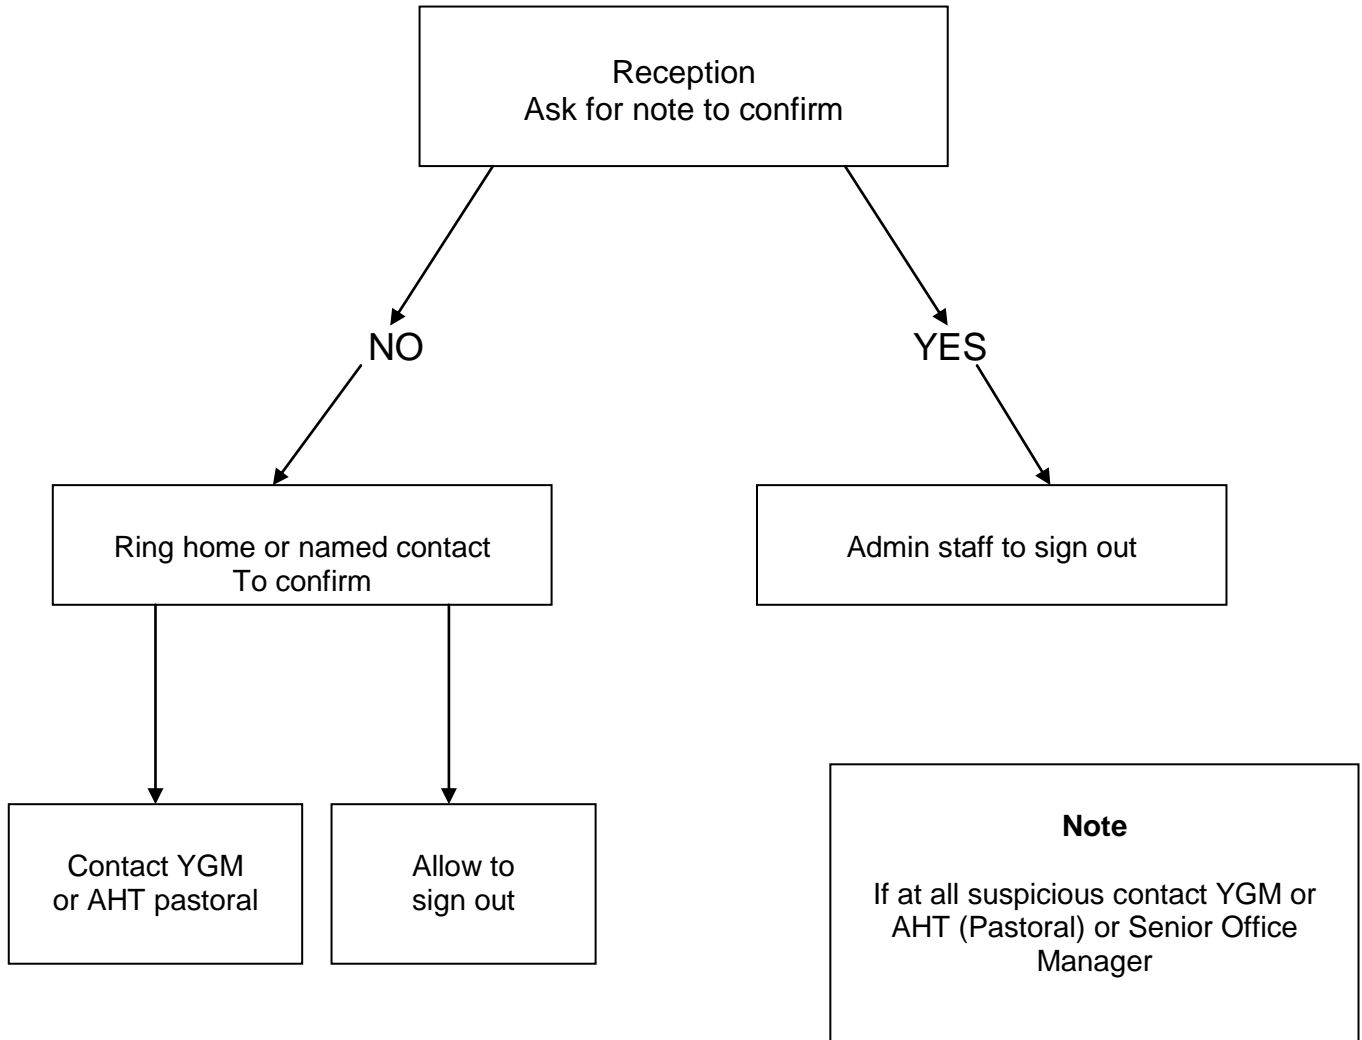 Reception
Ask for note to confirm
NO
YES
Ring home or named contact
To confirm
Admin staff to sign out
Contact YGM
or AHT pastoral
Allow to
sign out
Note
If at all suspicious contact YGM or
AHT (Pastoral) or Senior Office
Manager